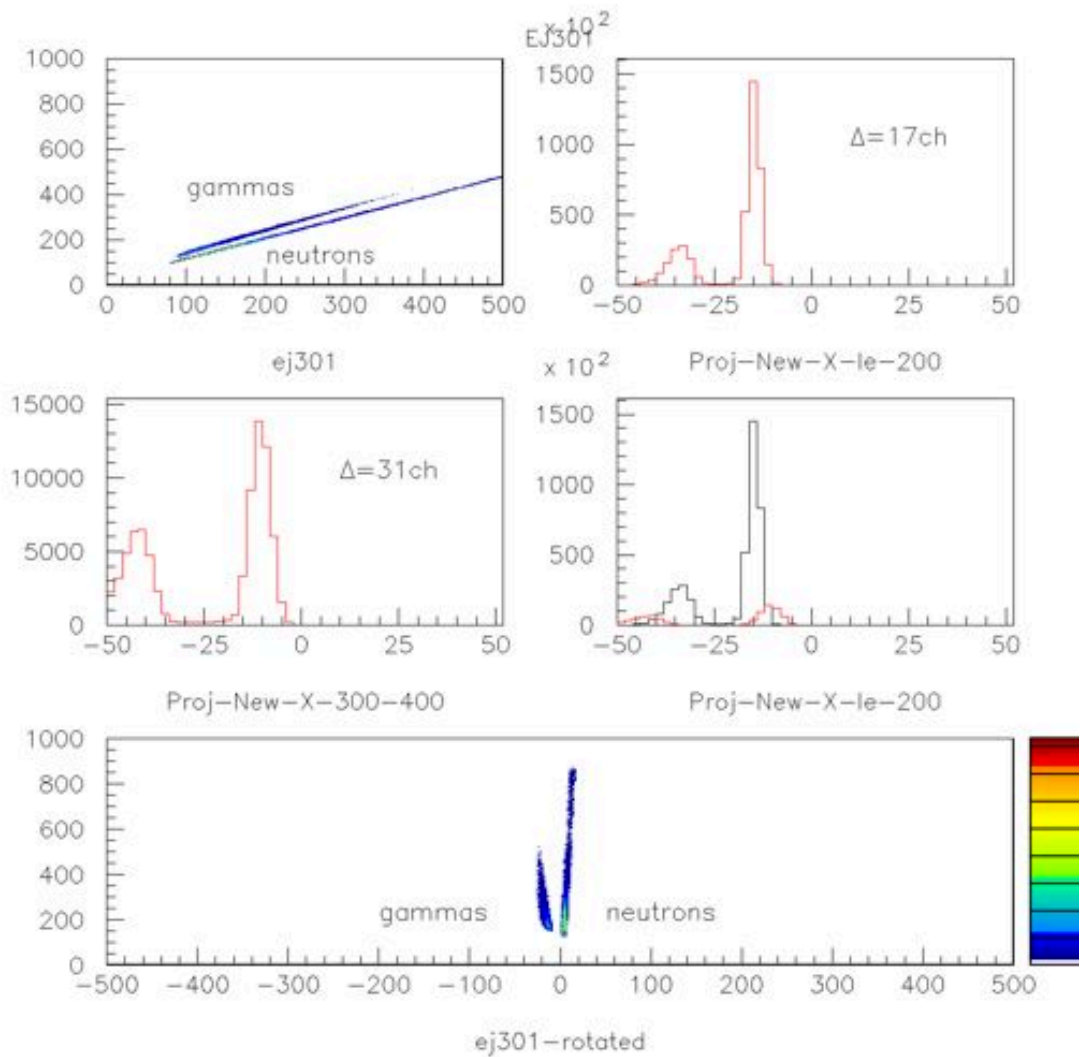 EJ301
× 10²
1000
800
600
400
200
0
gammas
neutrons
0 100 200 300 400 500
ej301
1500
1000
500
0
Δ=17ch
−50 −25 0 25 50
Proj−New−X−le−200
15000
10000
5000
0
Δ=31ch
−50 −25 0 25 50
Proj−New−X−300−400
× 10²
1500
1000
500
0
−50 −25 0 25 50
Proj−New−X−le−200
1000
800
600
400
200
0
gammas
neutrons
−500 −400 −300 −200 −100 0 100 200 300 400 500
ej301−rotated